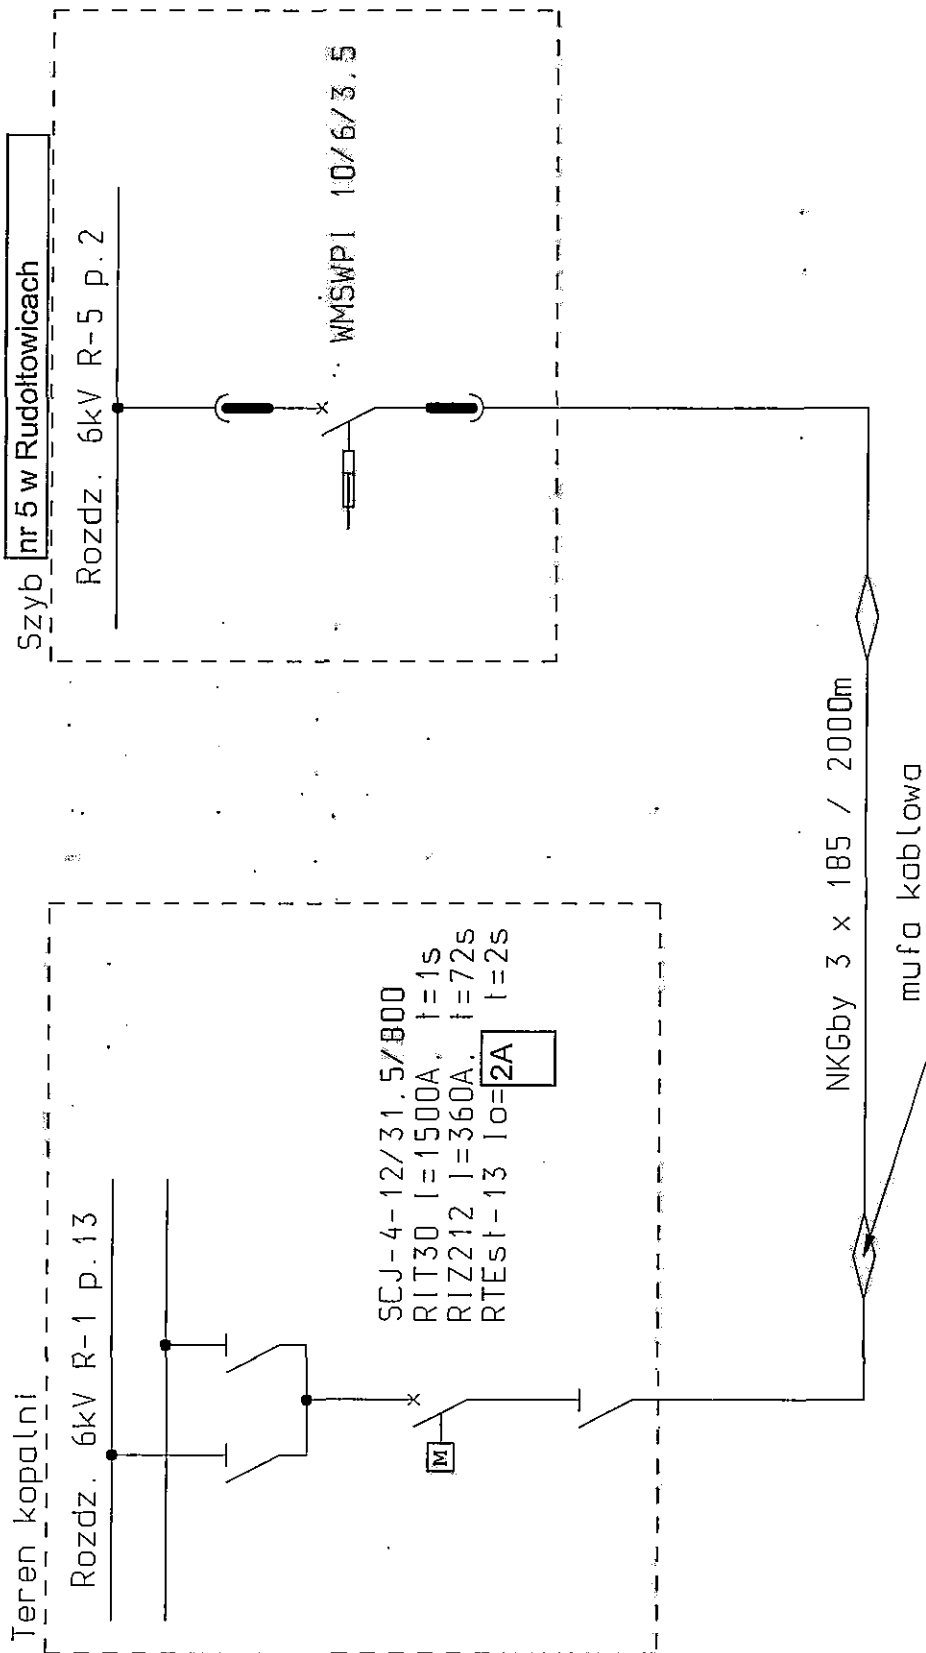 Teren kopalni
Rozdz. 6kV R-1 p.13
SCJ-4-12/31,5/800
RIT30 I=1500A, t=1s
RIZ212 I=360A, t=72s
RTEst-13 Io=2A t=2s
M
Szyb nr 5 w Rudołtowicach
Rozdz. 6kV R-5 p.2
WMSWPI 10/6/3,5
NKGby 3 x 185 / 2000m
mufa kablowa